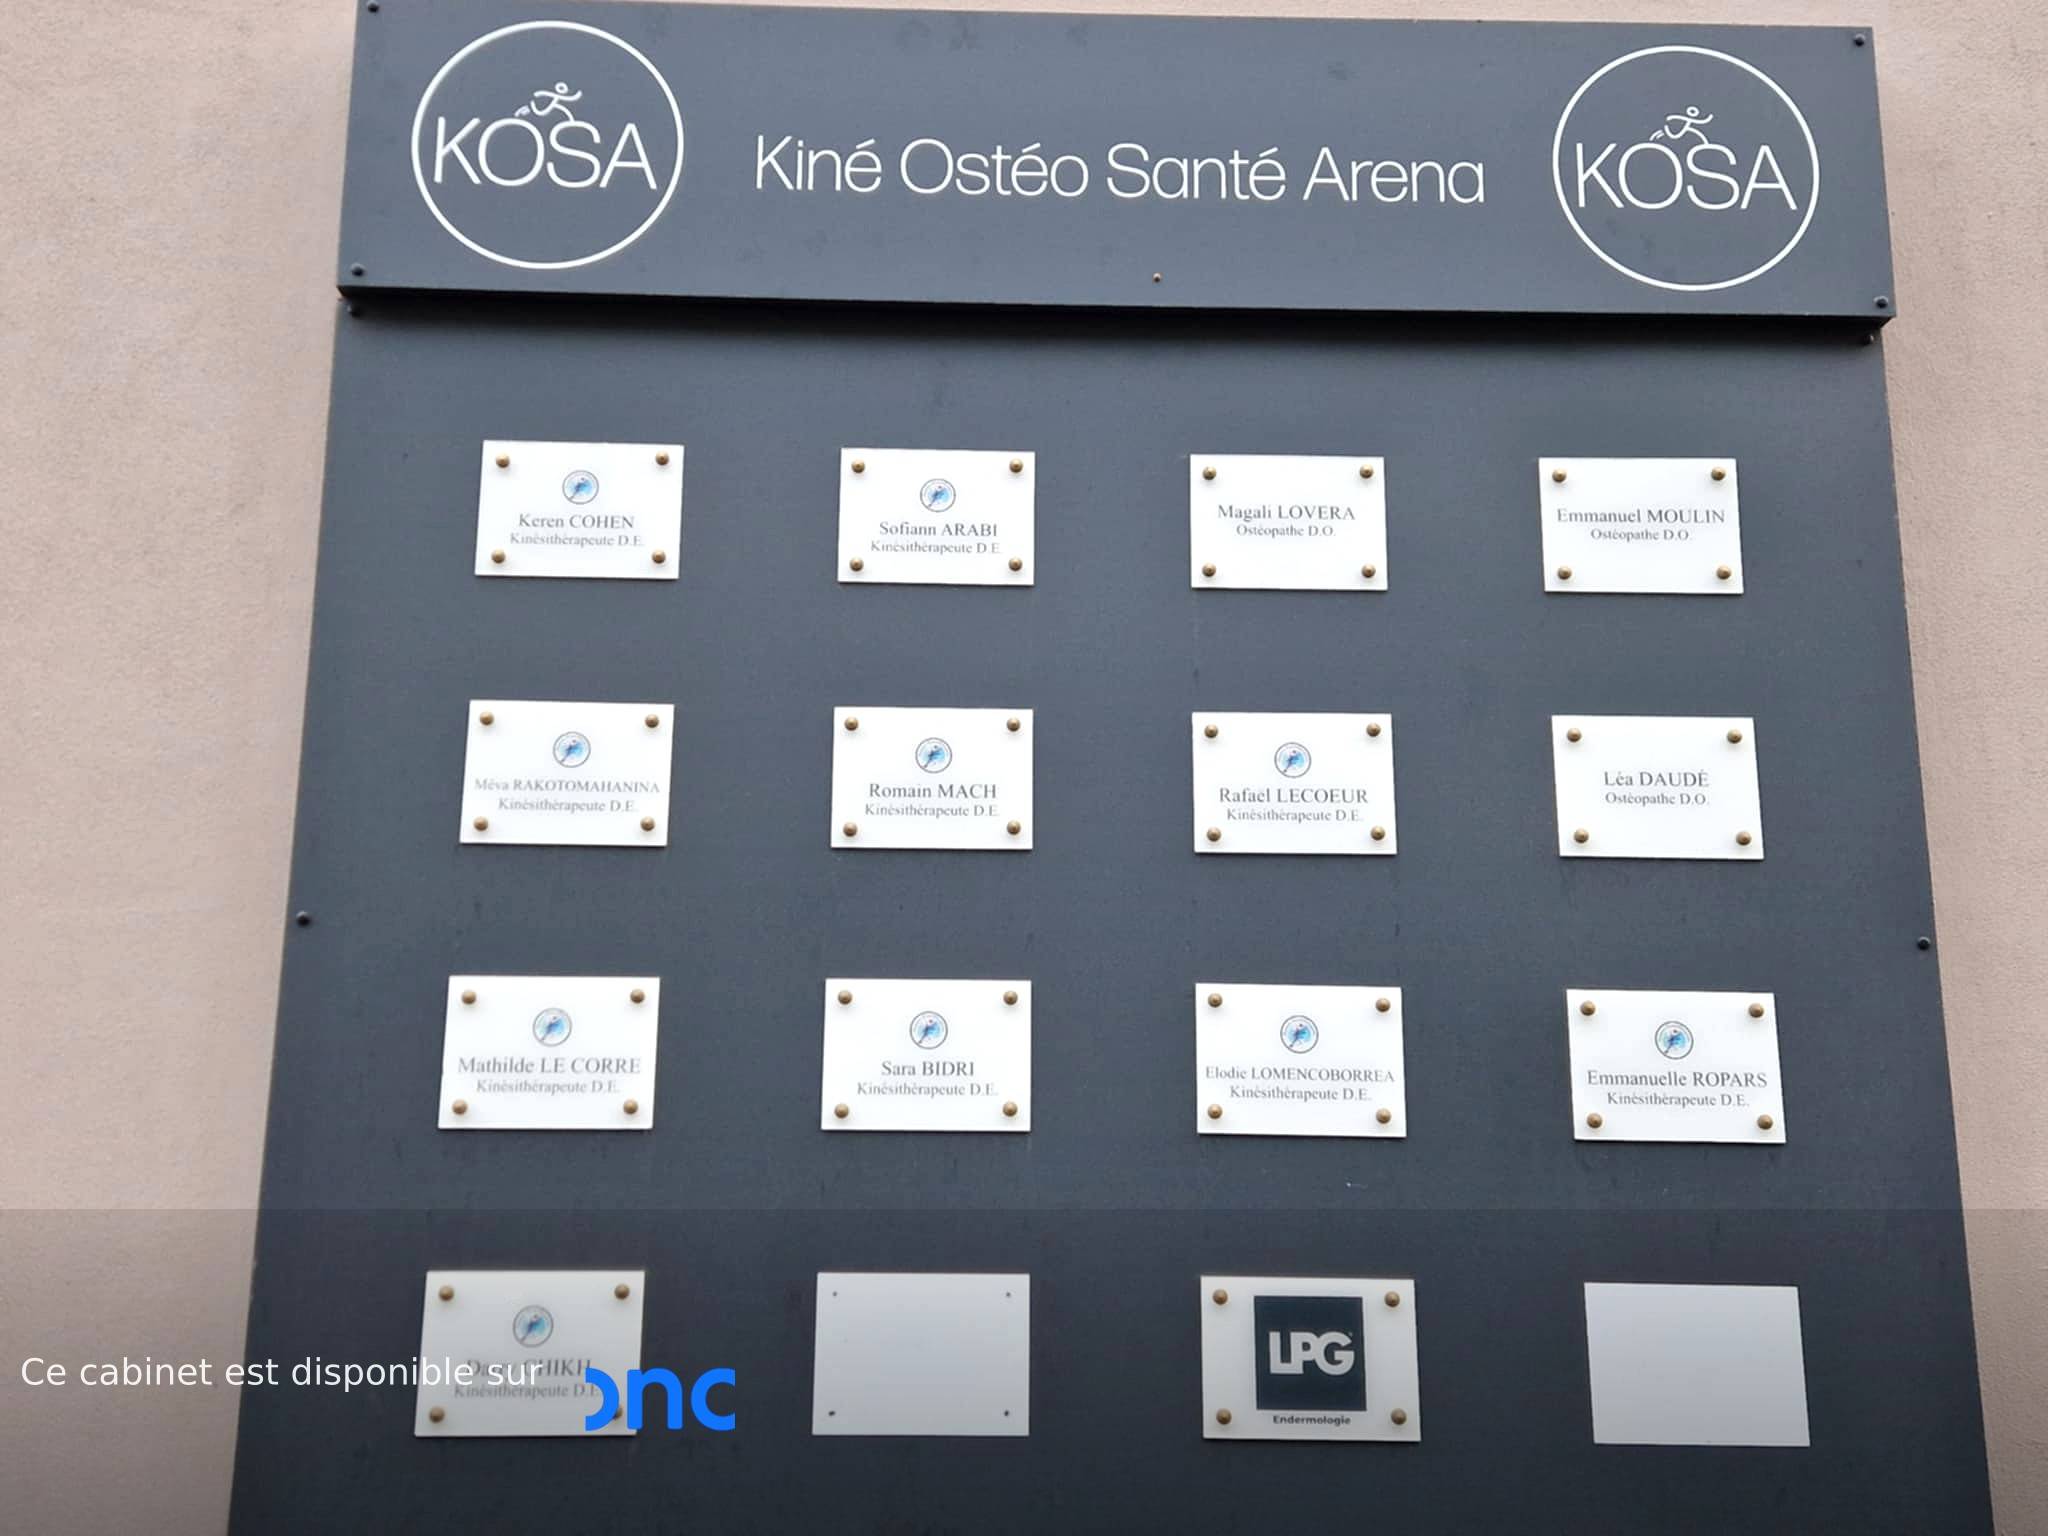 KOSA
Kiné Ostéo Santé Arena
KOSA
Keren COHEN
Kinésithérapeute D.E.
Sofiann ARABI
Kinésithérapeute D.E.
Magali LOVERA
Ostéopathe D.O.
Emmanuel MOULIN
Ostéopathe D.O.
Méva RAKOTOMAHANINA
Kinésithérapeute D.E.
Romain MACH
Kinésithérapeute D.E.
Rafael LECOEUR
Kinésithérapeute D.E.
Léa DAUDÉ
Ostéopathe D.O.
Mathilde LE CORRE
Kinésithérapeute D.E.
Sara BIDRI
Kinésithérapeute D.E.
Elodie LOMENCOBORREA
Kinésithérapeute D.E.
Emmanuelle ROPARS
Kinésithérapeute D.E.
CHIKH
Kinésithérapeute D.E.
LPG
Endermologie
Ce cabinet est disponible sur